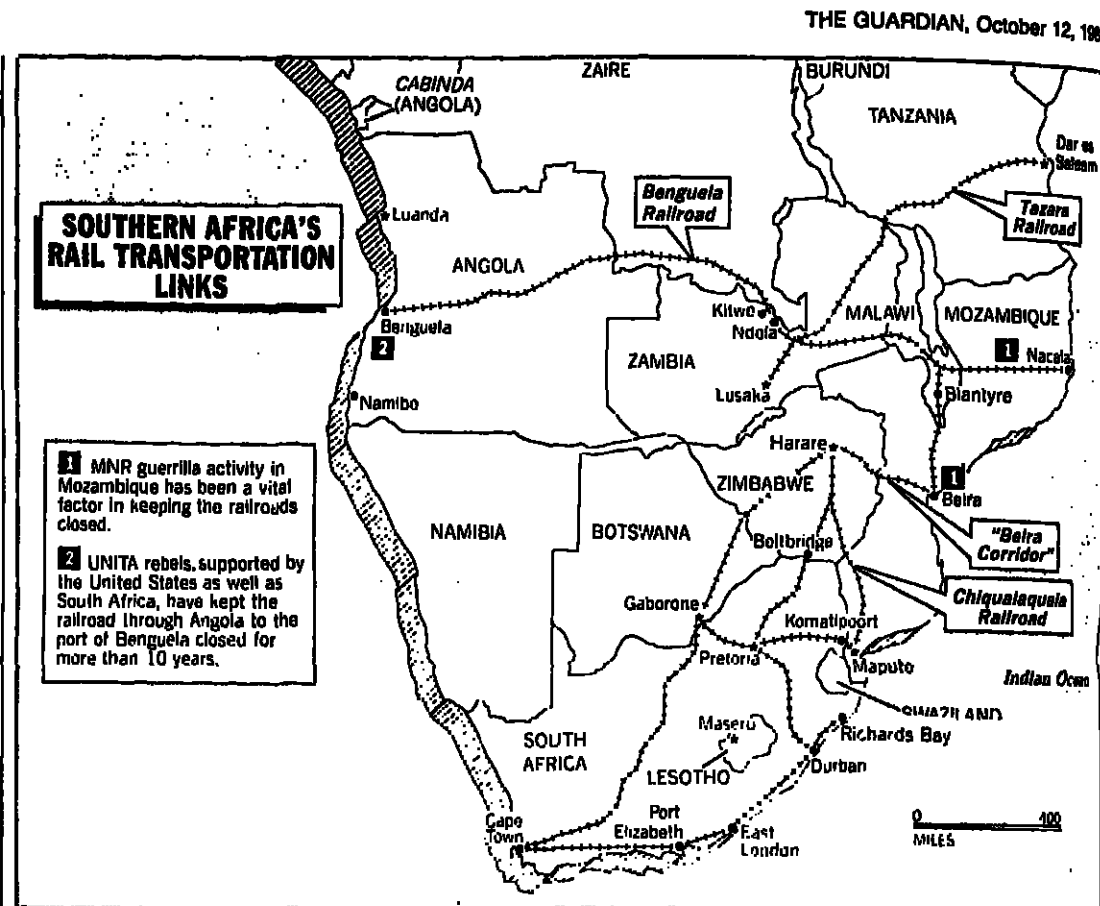 THE GUARDIAN, October 12, 198
CABINDA
(ANGOLA)
ZAIRE
BURUNDI
TANZANIA
Dar es
Salaam
Benguela
Railroad
Tazara
Railroad
SOUTHERN AFRICA'S
RAIL TRANSPORTATION
LINKS
Luanda
ANGOLA
Benguela
2
Kitwe
Ndola
MALAWI
MOZAMBIQUE
1
Nacala
ZAMBIA
Lusaka
Blantyre
Namibo
Harare
ZIMBABWE
1
Beira
1 MNR guerrilla activity in
Mozambique has been a vital
factor in keeping the railroads
closed.
2 UNITA rebels, supported by
the United States as well as
South Africa, have kept the
railroad through Angola to the
port of Benguela closed for
more than 10 years.
NAMIBIA
BOTSWANA
Boitbridge
"Beira
Corridor"
Chiqualaquala
Railroad
Gaborone
Komatipoort
Pretoria
Maputo
Indian Ocean
SWAZILAND
Maseru
Richards Bay
SOUTH
AFRICA
LESOTHO
Durban
Cape
Town
Port
Elizabeth
East
London
0 400
MILES